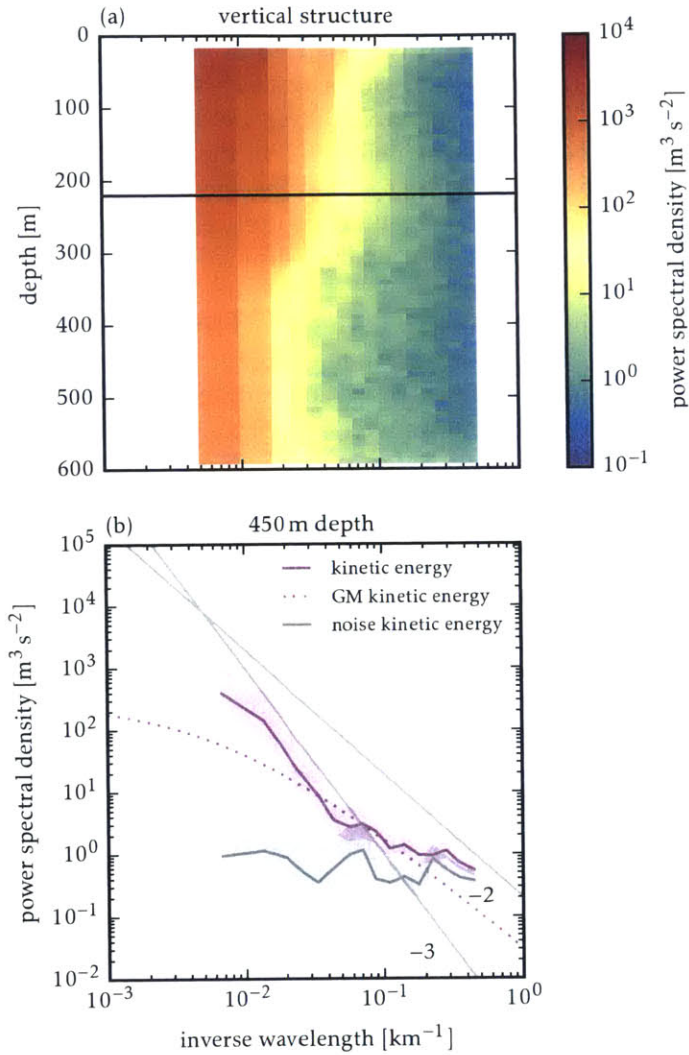 (a) vertical structure
0
100
200
300
400
500
600
depth [m]
10⁴
10³
10²
10¹
10⁰
10⁻¹
power spectral density [m³ s⁻²]
(b) 450 m depth
10⁵
10⁴
10³
10²
10¹
10⁰
10⁻¹
10⁻²
power spectral density [m³ s⁻²]
kinetic energy
GM kinetic energy
noise kinetic energy
−2
−3
10⁻³ 10⁻² 10⁻¹ 10⁰
inverse wavelength [km⁻¹]